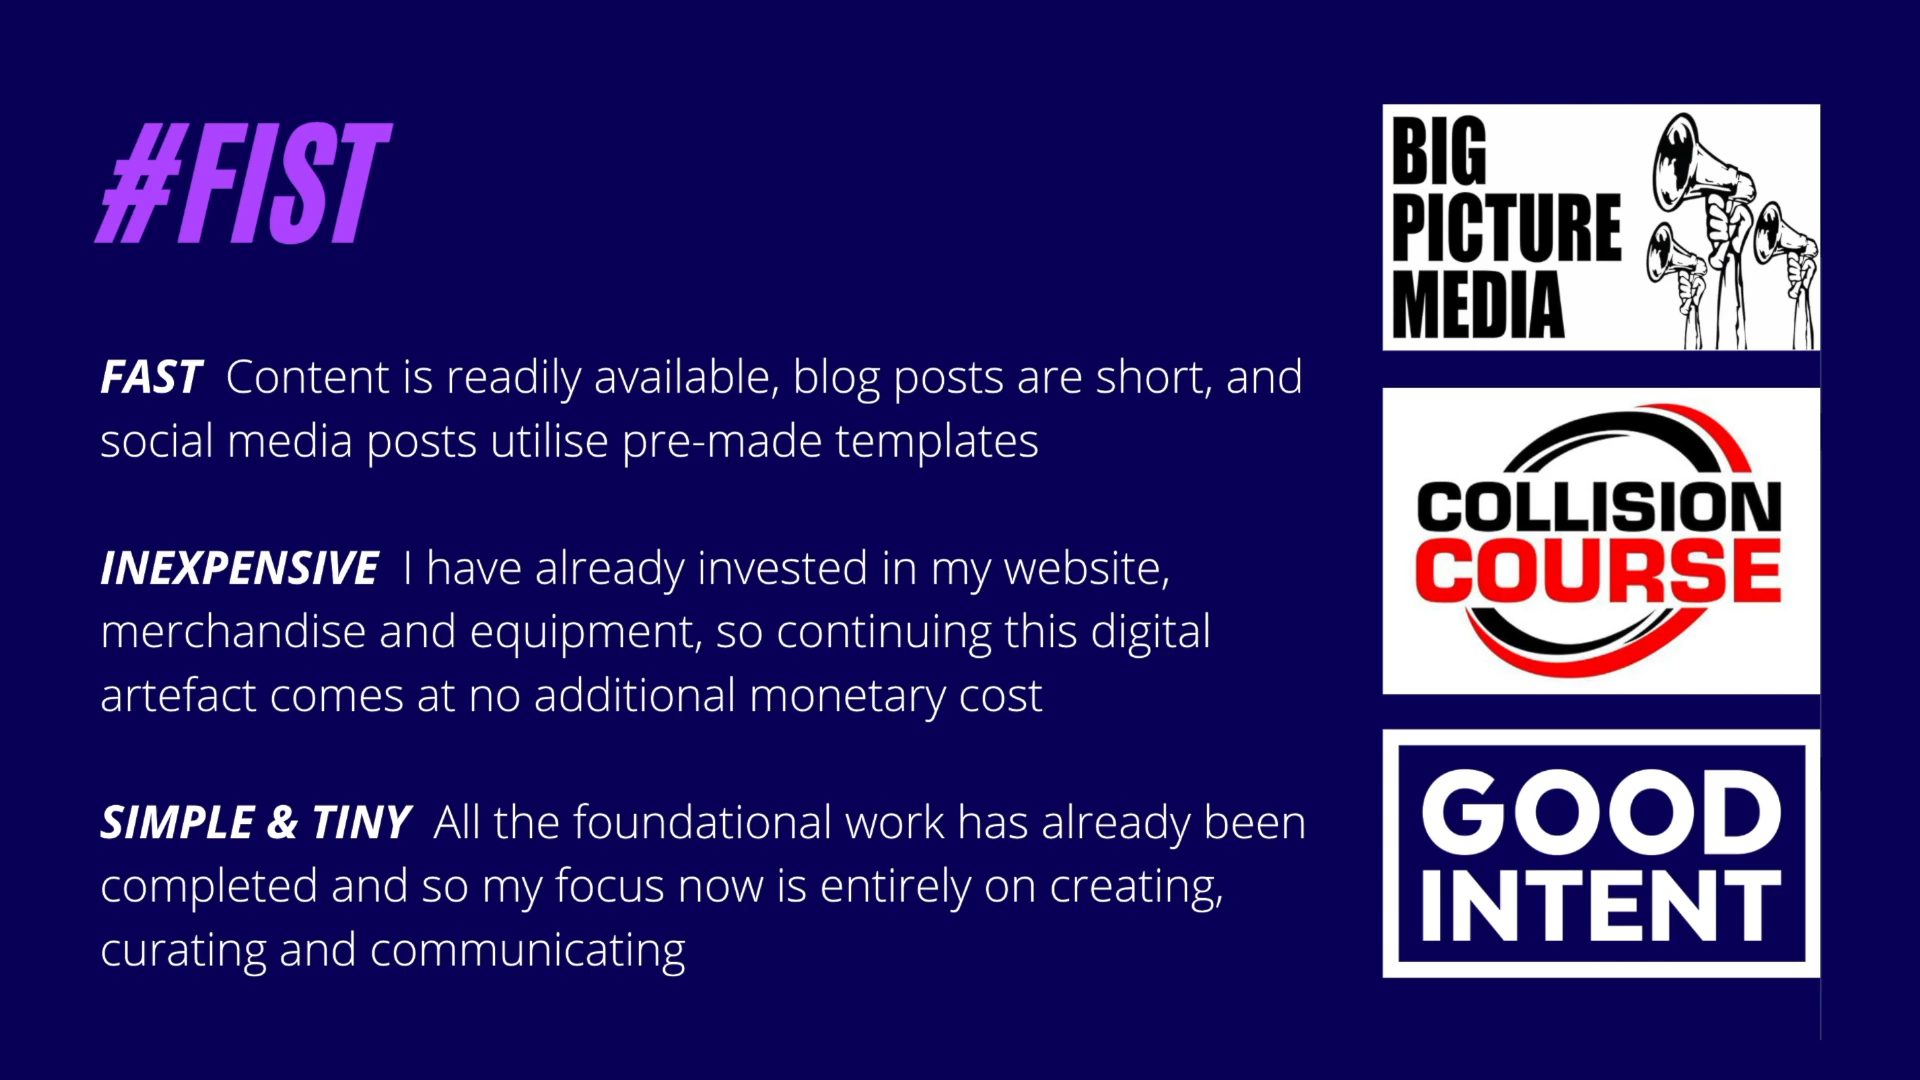 #FIST
FAST Content is readily available, blog posts are short, and
social media posts utilise pre-made templates
INEXPENSIVE I have already invested in my website,
merchandise and equipment, so continuing this digital
artefact comes at no additional monetary cost
SIMPLE & TINY All the foundational work has already been
completed and so my focus now is entirely on creating,
curating and communicating
BIG
PICTURE
MEDIA
COLLISION
COURSE
GOOD
INTENT